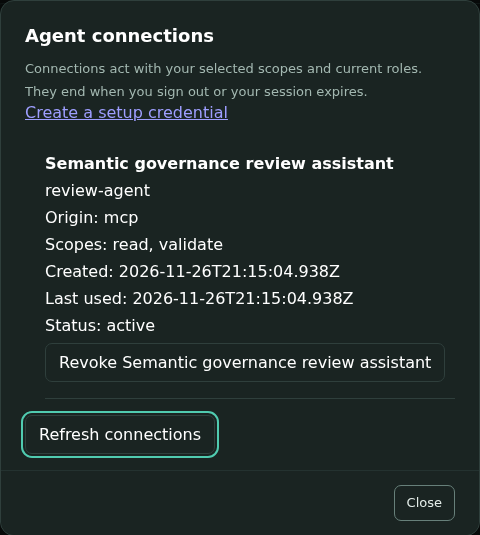 Agent connections
Connections act with your selected scopes and current roles.
They end when you sign out or your session expires.
Create a setup credential
Semantic governance review assistant
review-agent
Origin: mcp
Scopes: read, validate
Created: 2026-11-26T21:15:04.938Z
Last used: 2026-11-26T21:15:04.938Z
Status: active
Revoke Semantic governance review assistant
Refresh connections
Close